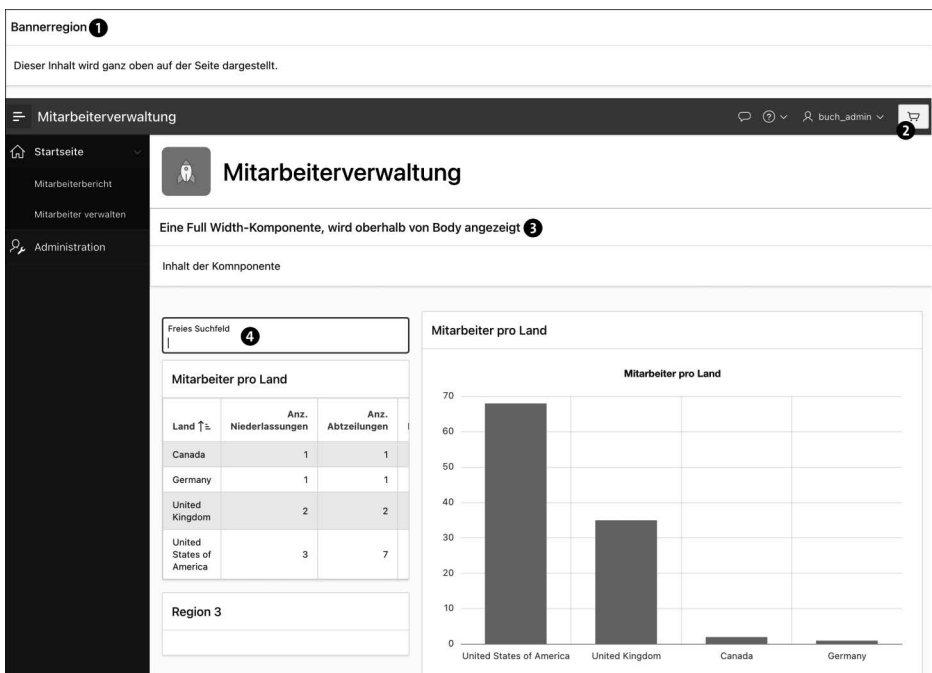 Bannerregion 1
Dieser Inhalt wird ganz oben auf der Seite dargestellt.
Mitarbeiterverwaltung
buch_admin
2
Startseite
Mitarbeiterbericht
Mitarbeiter verwalten
Administration
Mitarbeiterverwaltung
Eine Full Width-Komponente, wird oberhalb von Body angezeigt 3
Inhalt der Komnponente
Freies Suchfeld 4
Mitarbeiter pro Land
Land Anz. Niederlassungen Anz. Abtzeilungen
Canada 1 1
Germany 1 1
United Kingdom 2 2
United States of America 3 7
Region 3
Mitarbeiter pro Land
Mitarbeiter pro Land
70
60
50
40
30
20
10
0
United States of America United Kingdom Canada Germany